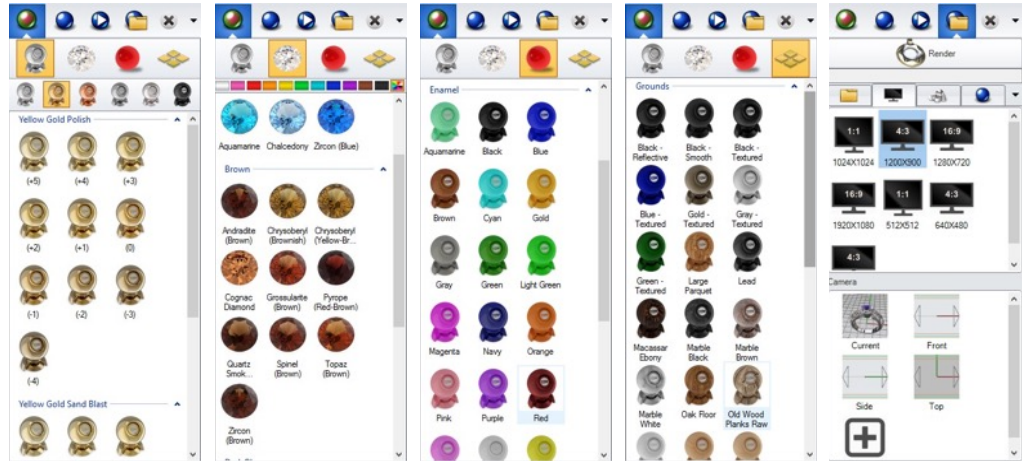 Yellow Gold Polish
(+5) (+4) (+3)
(+2) (+1) (0)
(-1) (-2) (-3)
(-4)
Yellow Gold Sand Blast
Aquamarine Chalcedony Zircon (Blue)
Brown
Andradite (Brown)
Chrysoberyl (Brownish)
Chrysoberyl (Yellow-Br...
Cognac Diamond
Grossularite (Brown)
Pyrope (Red-Brown)
Quartz Smok...
Spinel (Brown)
Topaz (Brown)
Zircon (Brown)
Enamel
Aquamarine Black Blue
Brown Cyan Gold
Gray Green Light Green
Magenta Navy Orange
Pink Purple Red
Grounds
Black - Reflective
Black - Smooth
Black - Textured
Blue - Textured
Gold - Textured
Gray - Textured
Green - Textured
Large Parquet
Lead
Macassar Ebony
Marble Black
Marble Brown
Marble White
Oak Floor
Old Wood Planks Raw
Render
1:1 4:3 16:9
1024X1024 1200X900 1280X720
16:9 1:1 4:3
1920X1080 512X512 640X480
4:3
Camera
Current Front
Side Top